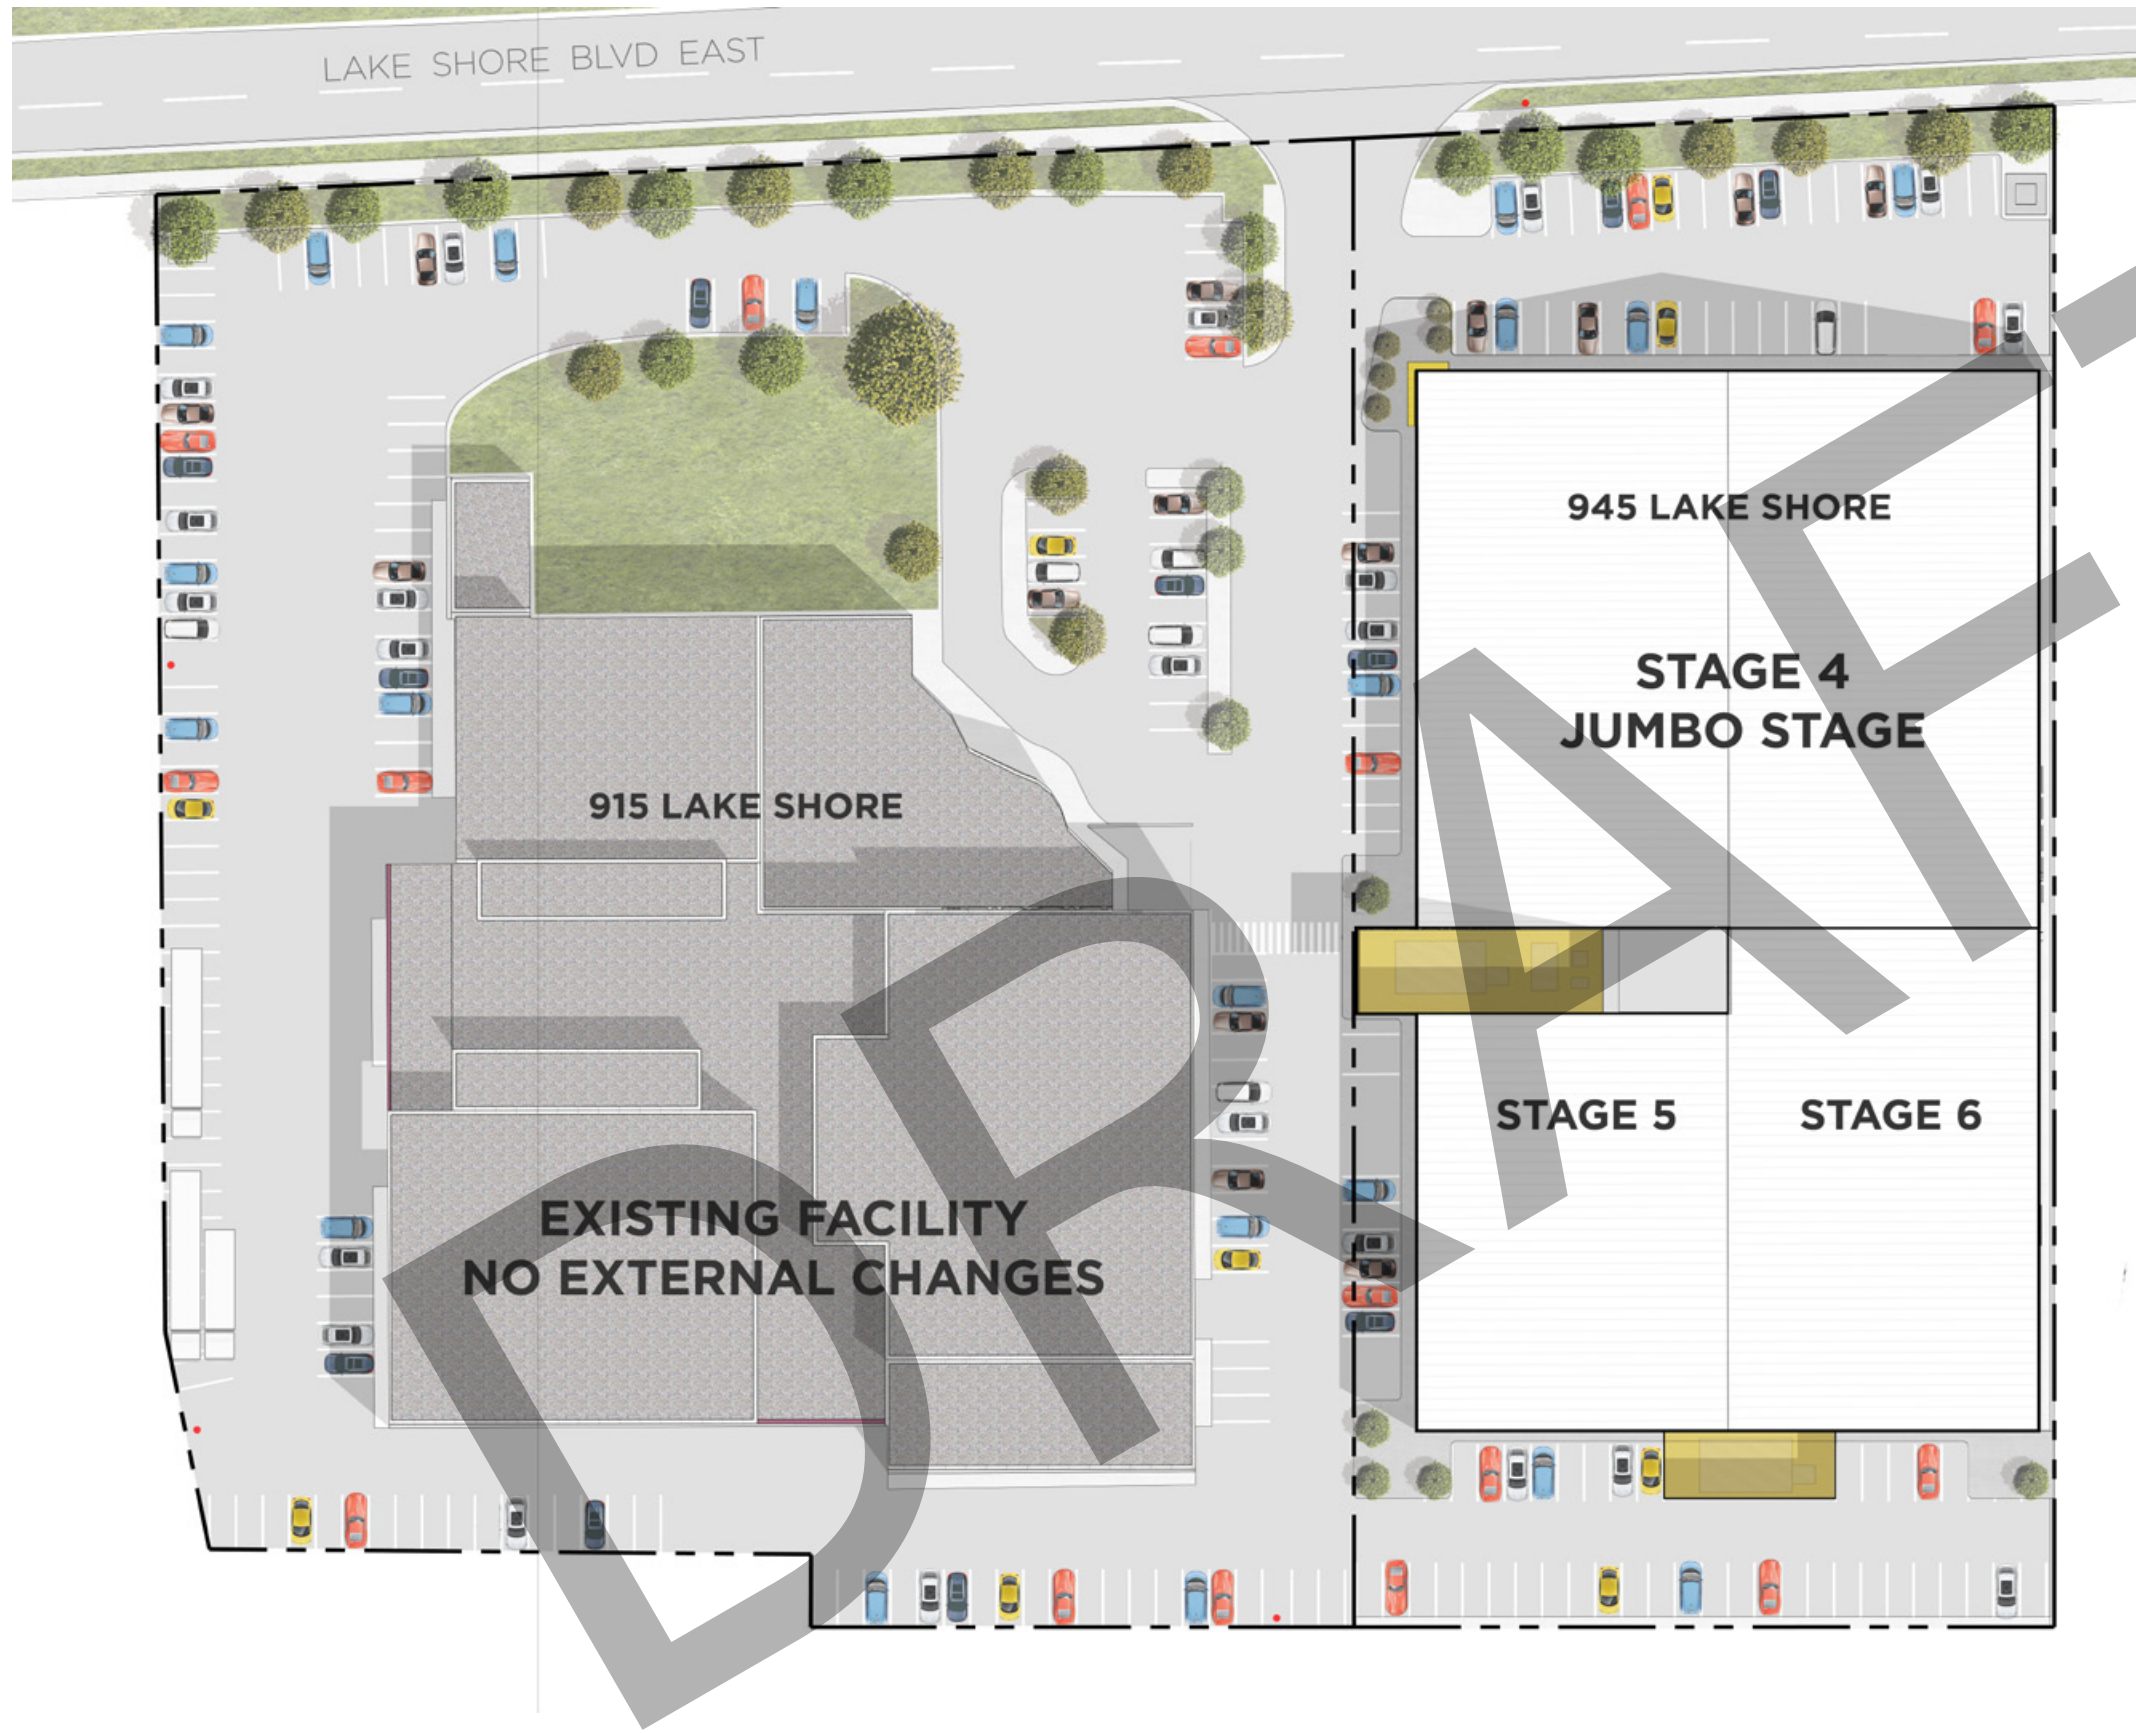 LAKE SHORE BLVD EAST
945 LAKE SHORE
STAGE 4
JUMBO STAGE
915 LAKE SHORE
STAGE 5
STAGE 6
EXISTING FACILITY
NO EXTERNAL CHANGES
DRAFT